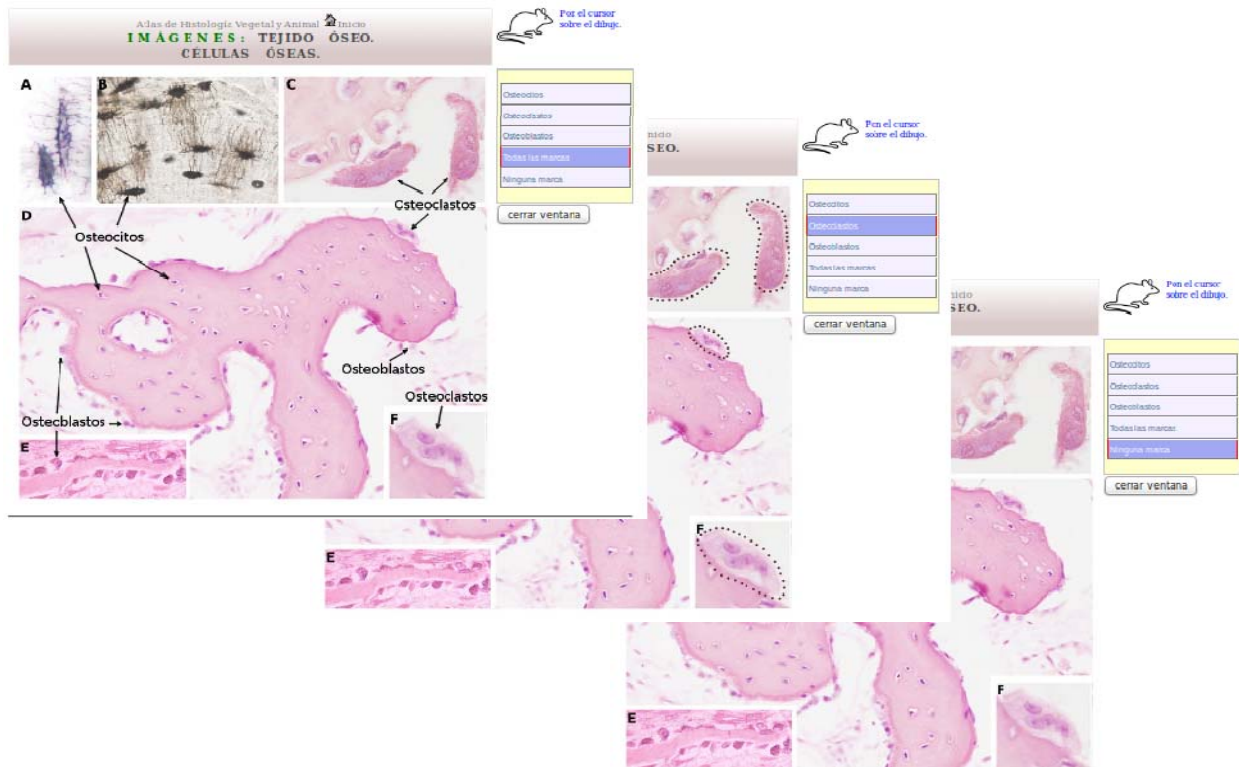 Atlas de Histología Vegetal y Animal Inicio
IMÁGENES: TEJIDO ÓSEO.
CÉLULAS ÓSEAS.
Pon el cursor
sobre el dibujo.
A
B
C
Osteocitos
Osteoclastos
Osteoblastos
Todas las marcas
Ninguna marca
cerrar ventana
Osteoclastos
D
Osteocitos
Osteoblastos
Osteoclastos
Osteoblastos
F
E
nicio
SEO.
Pon el cursor
sobre el dibujo.
Osteocitos
Osteoclastos
Osteoblastos
Todas las marcas
Ninguna marca
cerrar ventana
E
F
nicio
SEO.
Pon el cursor
sobre el dibujo.
Osteocitos
Osteoclastos
Osteoblastos
Todas las marcas
Ninguna marca
cerrar ventana
E
F